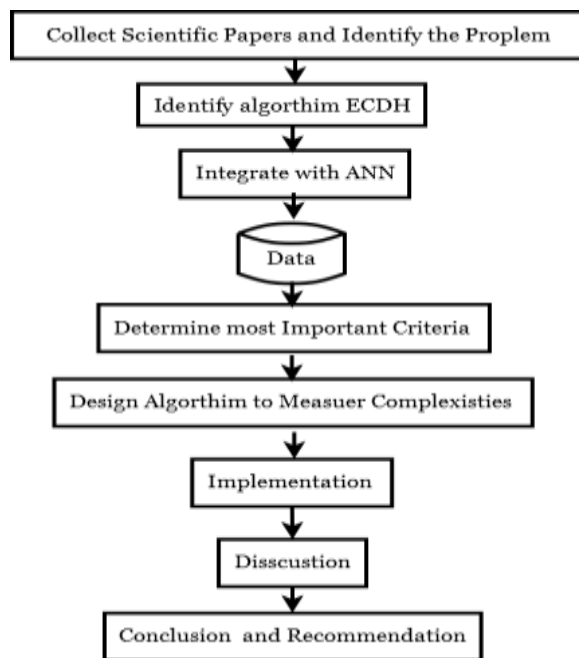 Collect Scientific Papers and Identify the Proplem
Identify algorthim ECDH
Integrate with ANN
Data
Determine most Important Criteria
Design Algorthim to Measuer Complexisties
Implementation
Disscustion
Conclusion and Recommendation